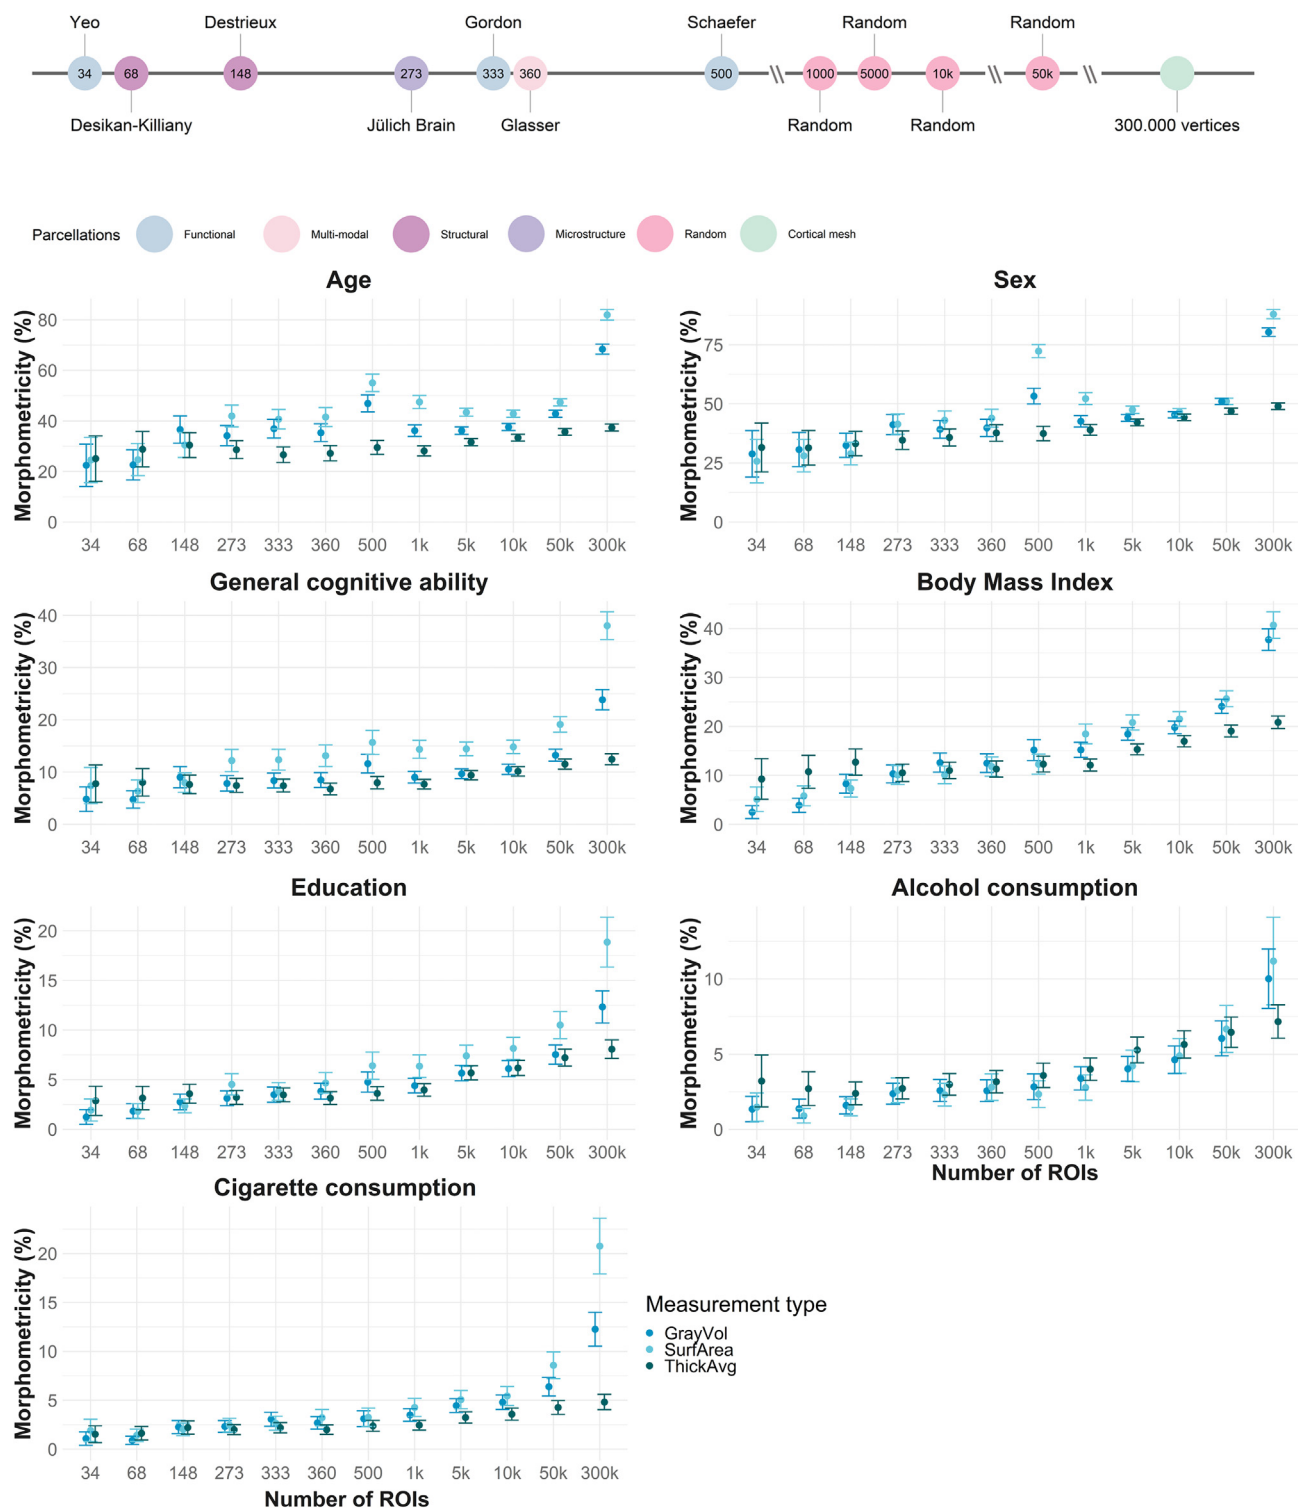 Yeo Destrieux Gordon Schaefer Random Random
34 68 148 273 333 360 500 1000 5000 10k 50k
Desikan-Killiany Jülich Brain Glasser Random Random 300.000 vertices
Parcellations Functional Multi-modal Structural Microstructure Random Cortical mesh
Age
Morphometricity (%)
80
60
40
20
0
34 68 148 273 333 360 500 1k 5k 10k 50k 300k
Sex
Morphometricity (%)
75
50
25
0
34 68 148 273 333 360 500 1k 5k 10k 50k 300k
General cognitive ability
Morphometricity (%)
40
30
20
10
0
34 68 148 273 333 360 500 1k 5k 10k 50k 300k
Body Mass Index
Morphometricity (%)
40
30
20
10
0
34 68 148 273 333 360 500 1k 5k 10k 50k 300k
Education
Morphometricity (%)
20
15
10
5
0
34 68 148 273 333 360 500 1k 5k 10k 50k 300k
Alcohol consumption
Morphometricity (%)
10
5
0
34 68 148 273 333 360 500 1k 5k 10k 50k 300k
Number of ROIs
Cigarette consumption
Morphometricity (%)
20
15
10
5
0
34 68 148 273 333 360 500 1k 5k 10k 50k 300k
Number of ROIs
Measurement type
GrayVol
SurfArea
ThickAvg